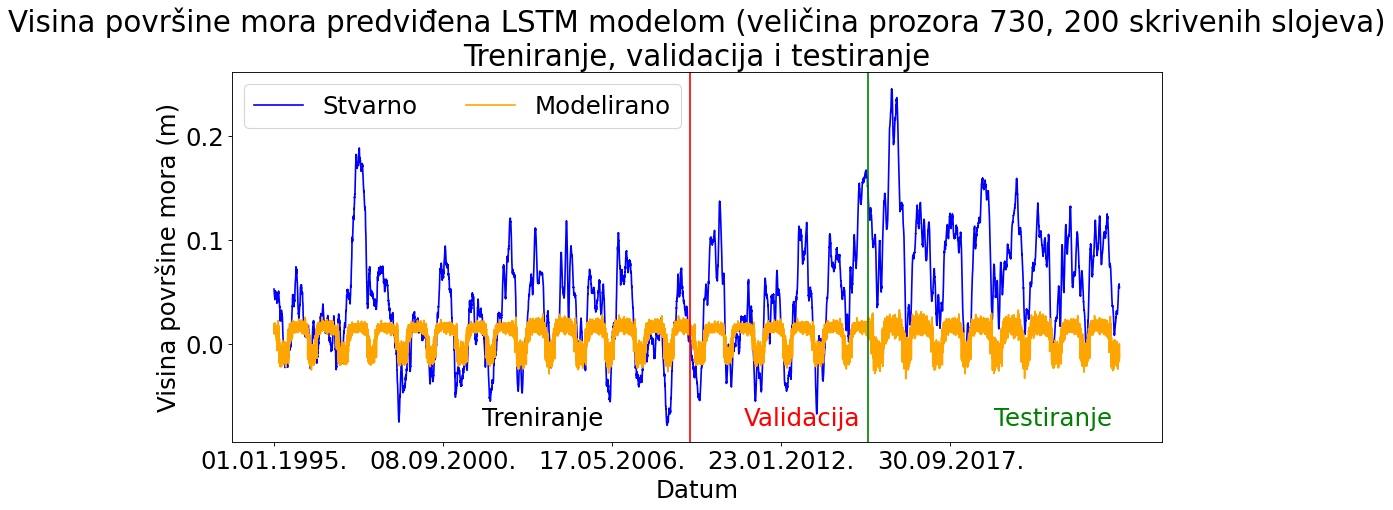 Visina površine mora predviđena LSTM modelom (veličina prozora 730, 200 skrivenih slojeva)
Treniranje, validacija i testiranje
Stvarno
Modelirano
Visina površine mora (m)
0.2
0.1
0.0
Treniranje
Validacija
Testiranje
01.01.1995.
08.09.2000.
17.05.2006.
23.01.2012.
30.09.2017.
Datum